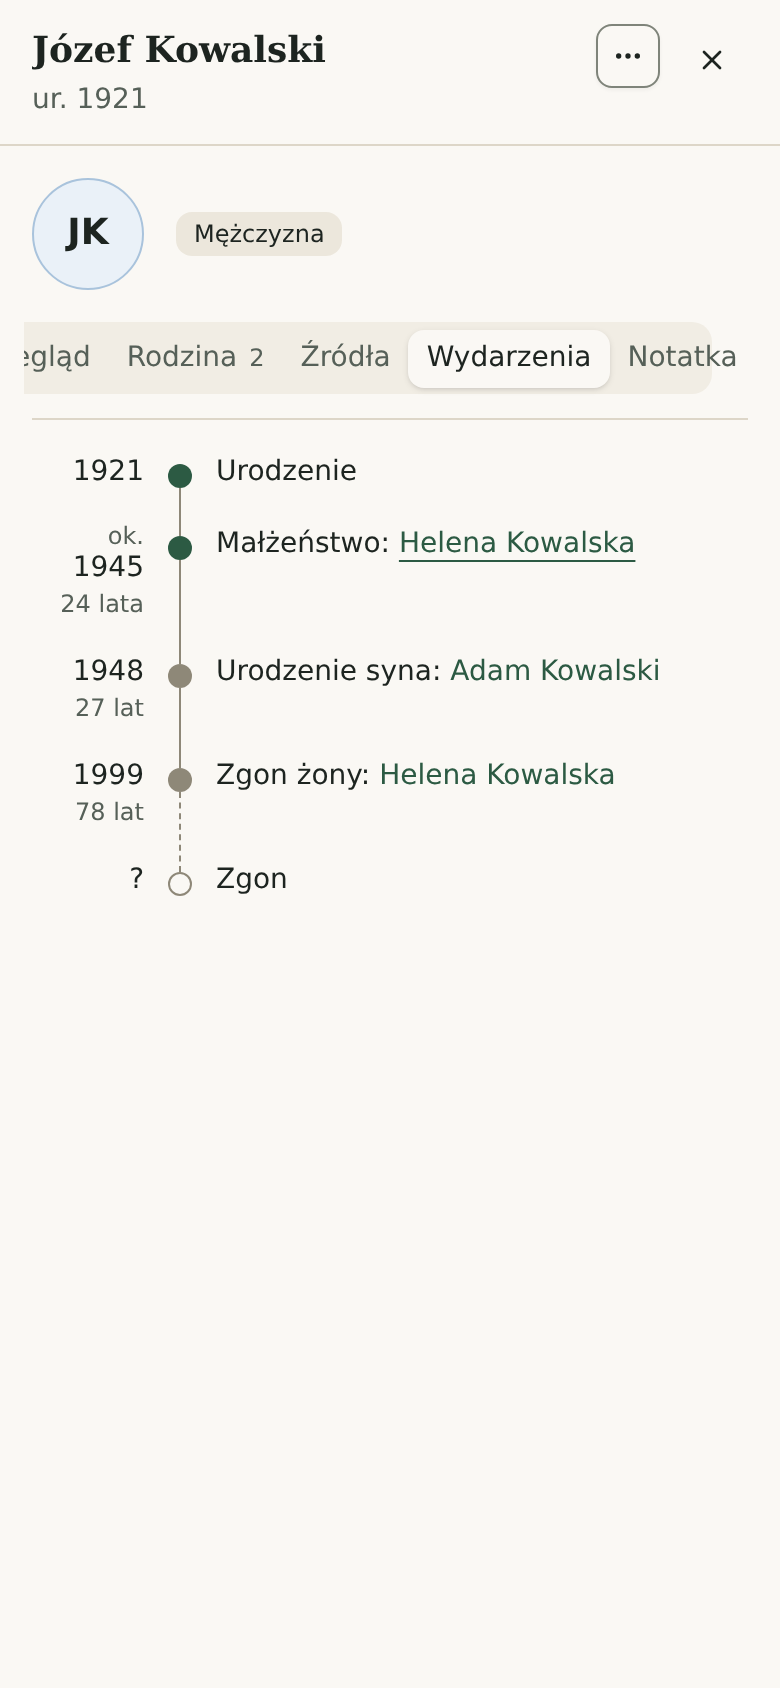 Józef Kowalski
ur. 1921
JK
Mężczyzna
egląd Rodzina 2 Źródła Wydarzenia Notatka
1921 Urodzenie
ok.
1945 Małżeństwo: Helena Kowalska
24 lata
1948 Urodzenie syna: Adam Kowalski
27 lat
1999 Zgon żony: Helena Kowalska
78 lat
? Zgon